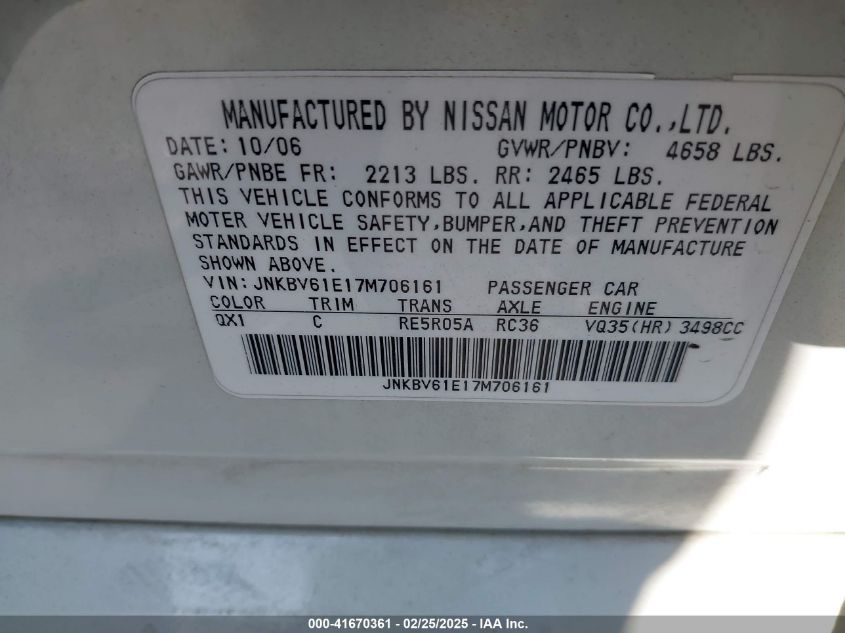 MANUFACTURED BY NISSAN MOTOR CO.,LTD.
DATE: 10/06 GVWR/PNBV: 4658 LBS.
GAWR/PNBE FR: 2213 LBS. RR: 2465 LBS.
THIS VEHICLE CONFORMS TO ALL APPLICABLE FEDERAL
MOTER VEHICLE SAFETY,BUMPER,AND THEFT PREVENTION
STANDARDS IN EFFECT ON THE DATE OF MANUFACTURE
SHOWN ABOVE.
VIN: JNKBV61E17M706161 PASSENGER CAR
COLOR TRIM TRANS AXLE ENGINE
QX1 C RE5R05A RC36 VQ35(HR) 3498CC
JNKBV61E17M706161
000-41670361 - 02/25/2025 - IAA Inc.